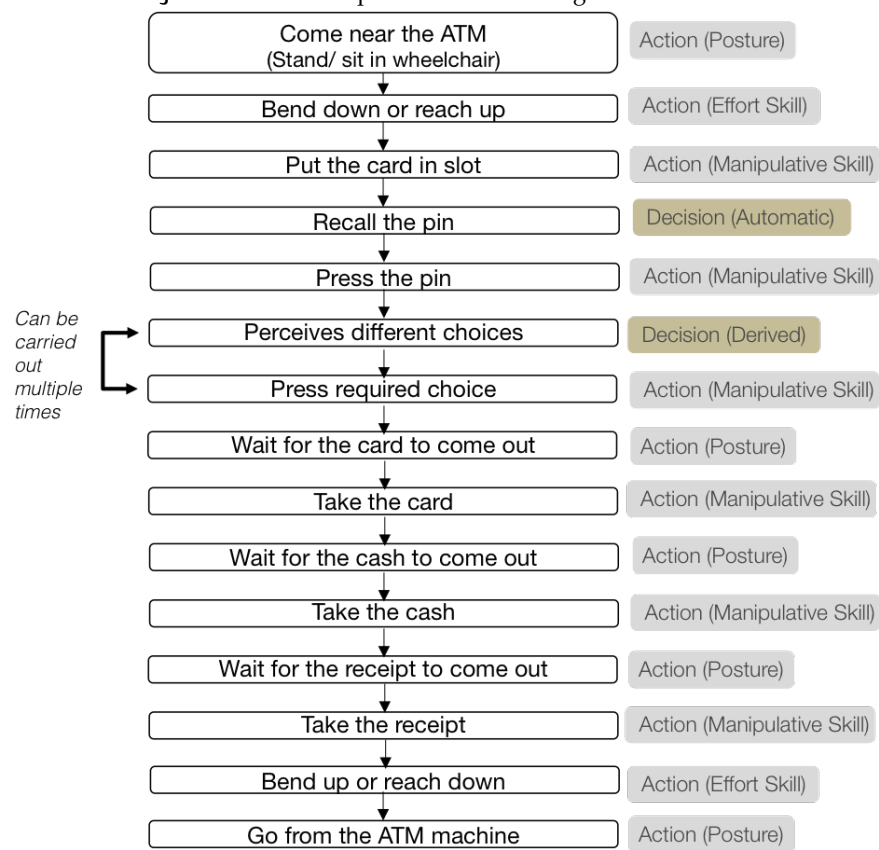 Come near the ATM
(Stand/ sit in wheelchair)
Action (Posture)
Bend down or reach up
Action (Effort Skill)
Put the card in slot
Action (Manipulative Skill)
Recall the pin
Decision (Automatic)
Press the pin
Action (Manipulative Skill)
Can be
carried
out
multiple
times
Perceives different choices
Decision (Derived)
Press required choice
Action (Manipulative Skill)
Wait for the card to come out
Action (Posture)
Take the card
Action (Manipulative Skill)
Wait for the cash to come out
Action (Posture)
Take the cash
Action (Manipulative Skill)
Wait for the receipt to come out
Action (Posture)
Take the receipt
Action (Manipulative Skill)
Bend up or reach down
Action (Effort Skill)
Go from the ATM machine
Action (Posture)